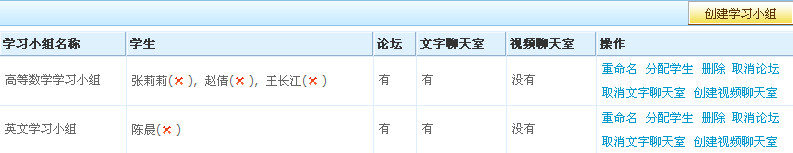 创建学习小组
学习小组名称 学生 论坛 文字聊天室 视频聊天室 操作
高等数学学习小组 张莉莉(×), 赵倩(×), 王长江(×) 有 有 没有 重命名 分配学生 删除 取消论坛
取消文字聊天室 创建视频聊天室
英文学习小组 陈晨(×) 有 有 没有 重命名 分配学生 删除 取消论坛
取消文字聊天室 创建视频聊天室